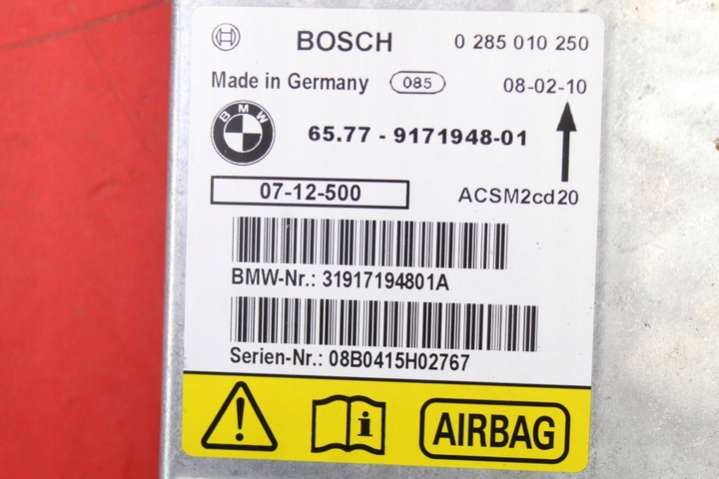 BOSCH 0 285 010 250
Made in Germany 085 08-02-10
BMW 65.77 - 9171948-01
07-12-500 ACSM2cd20
BMW-Nr.: 31917194801A
Serien-Nr.: 08B0415H02767
! i AIRBAG